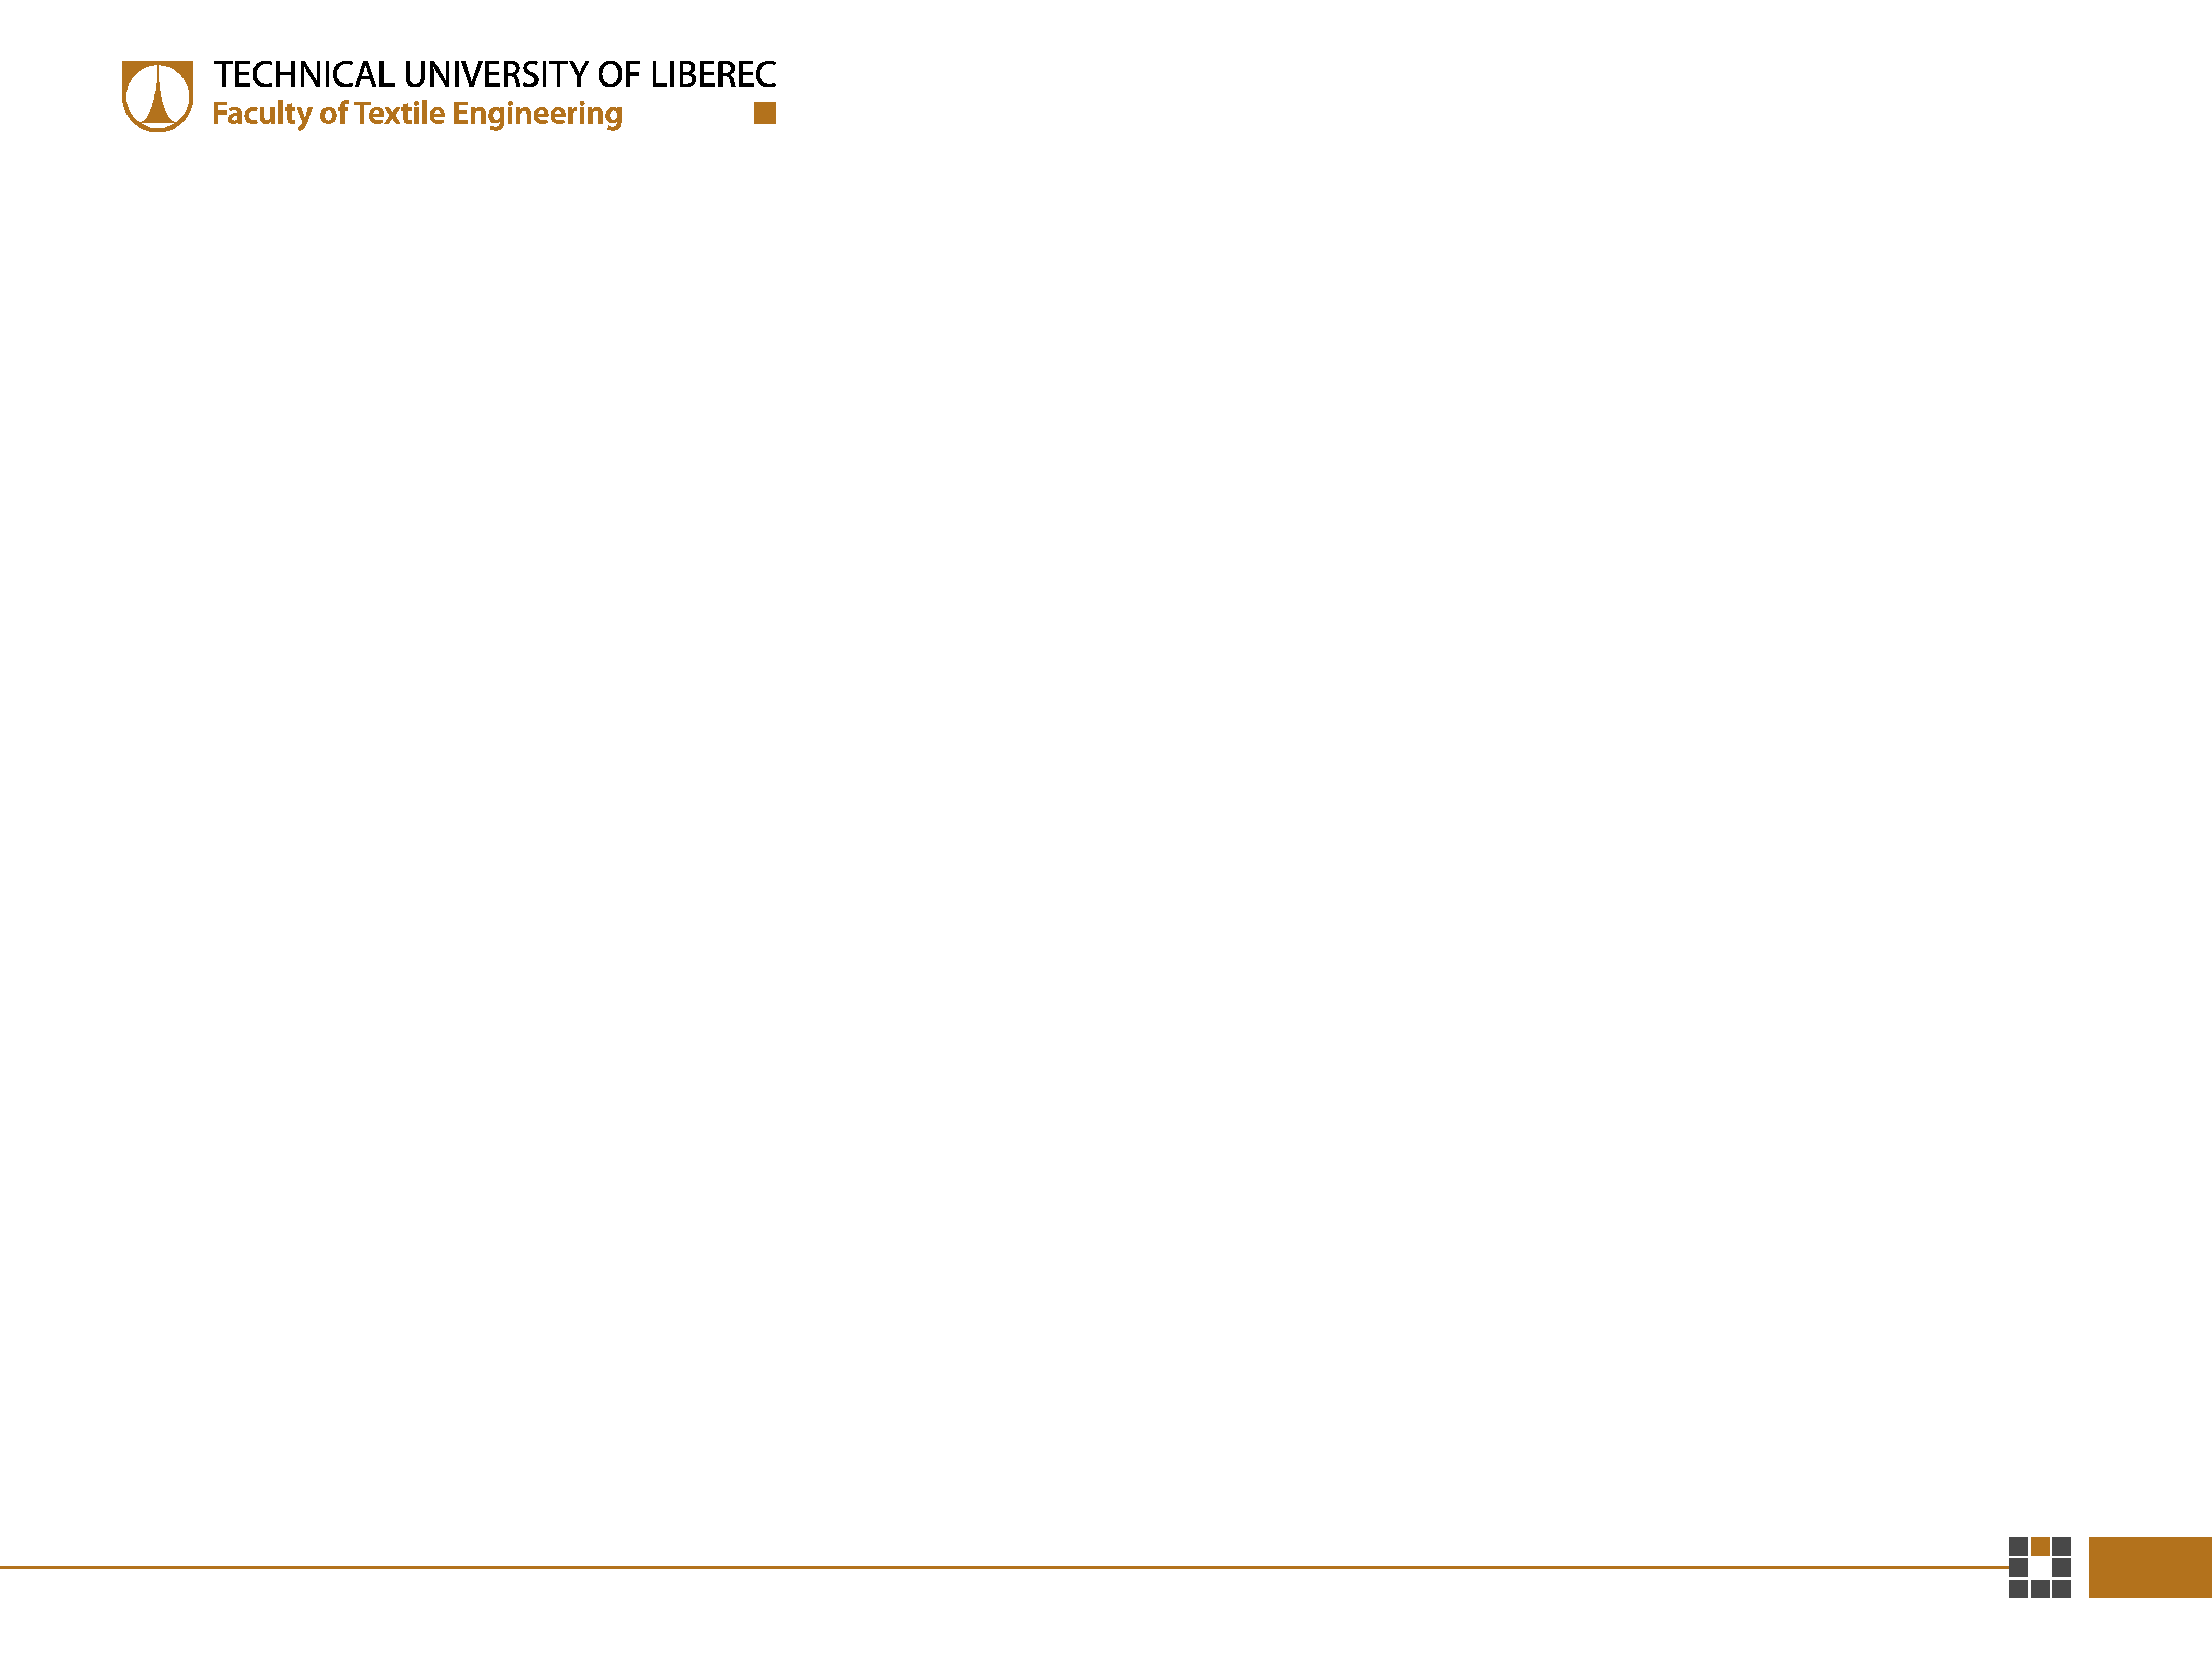 TECHNICAL UNIVERSITY OF LIBEREC
Faculty of Textile Engineering